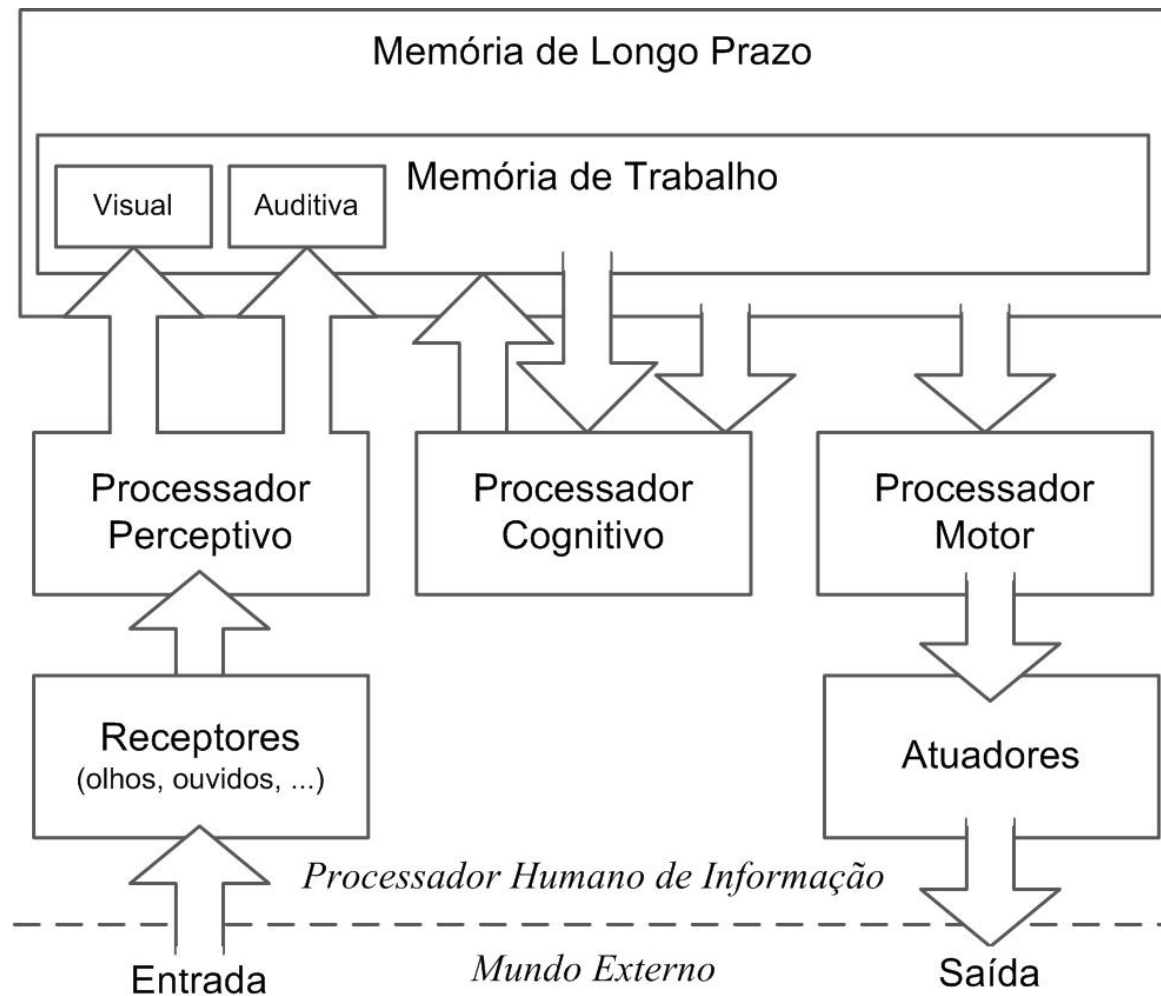 Memória de Longo Prazo
Memória de Trabalho
Visual
Auditiva
Processador
Perceptivo
Processador
Cognitivo
Processador
Motor
Receptores
(olhos, ouvidos, ...)
Atuadores
Processador Humano de Informação
Entrada
Mundo Externo
Saída